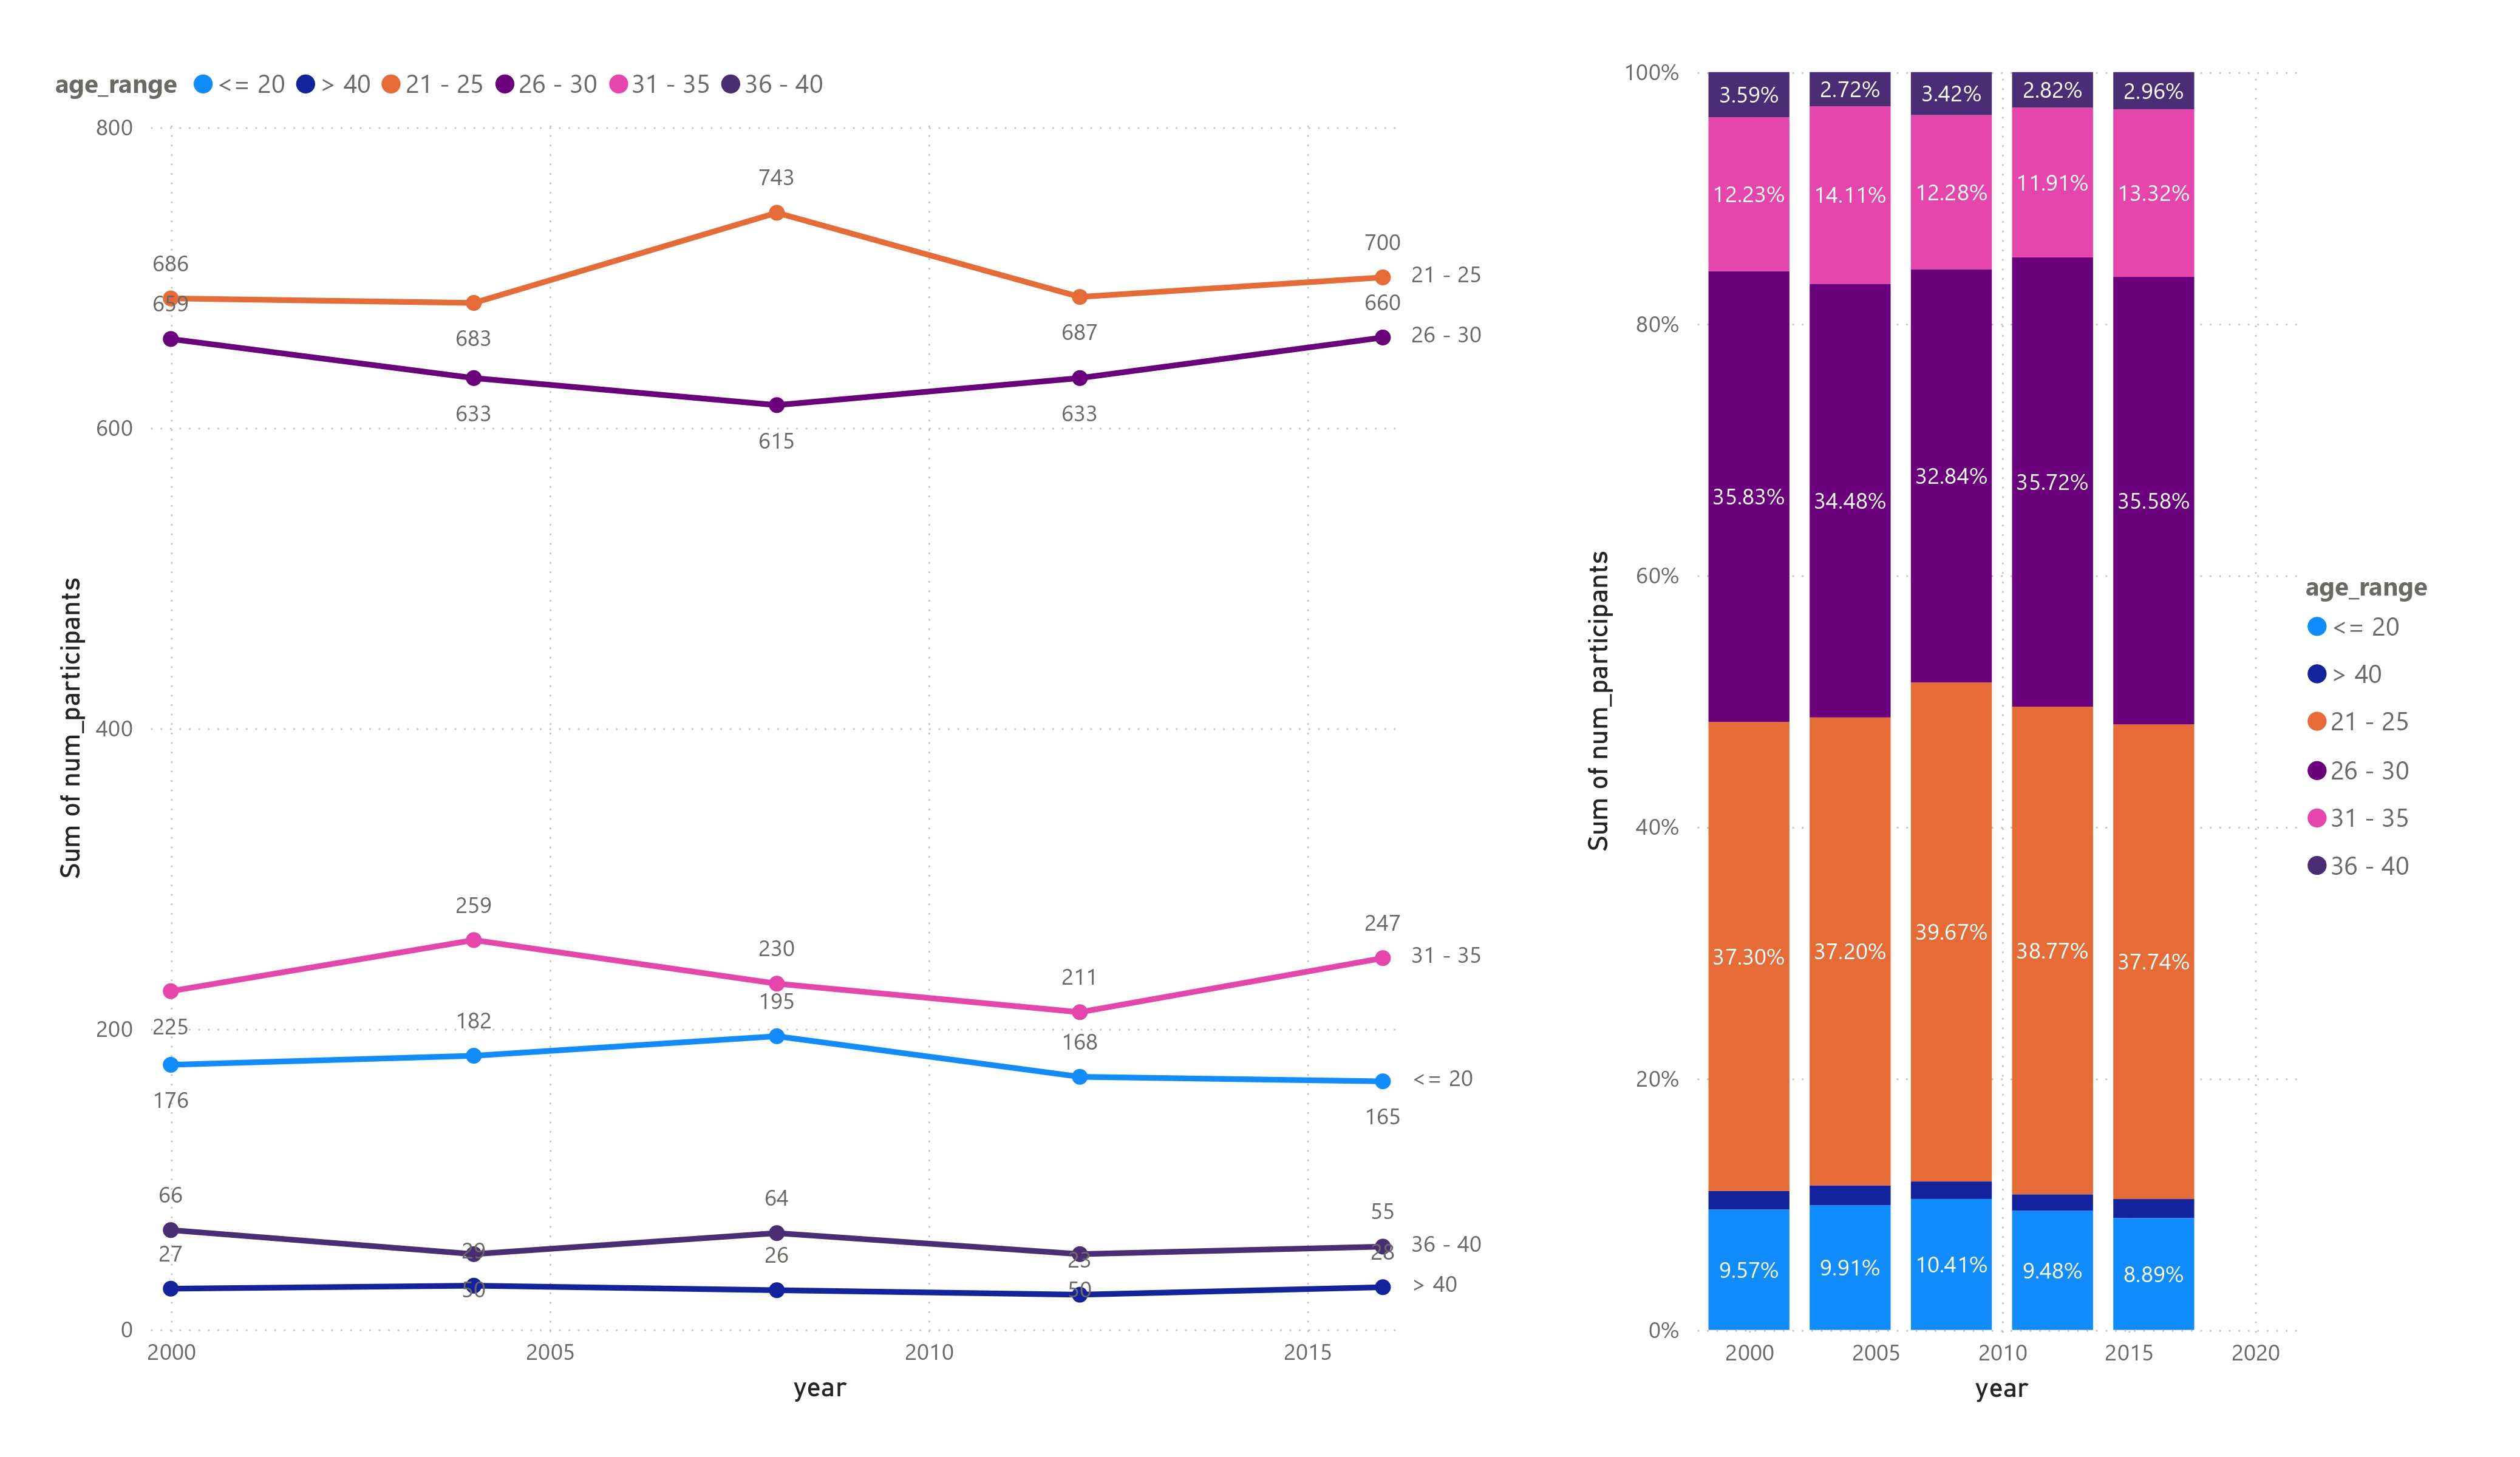 age_range <= 20 > 40 21 - 25 26 - 30 31 - 35 36 - 40
800
600
400
200
0
Sum of num_participants
686
683
743
687
700
659
633
615
633
660
225
259
230
211
247
176
182
195
168
165
66
50
64
50
55
27
29
26
23
28
21 - 25
26 - 30
31 - 35
<= 20
36 - 40
> 40
2000 2005 2010 2015
year
100%
80%
60%
40%
20%
0%
Sum of num_participants
3.59% 2.72% 3.42% 2.82% 2.96%
12.23% 14.11% 12.28% 11.91% 13.32%
35.83% 34.48% 32.84% 35.72% 35.58%
37.30% 37.20% 39.67% 38.77% 37.74%
9.57% 9.91% 10.41% 9.48% 8.89%
2000 2005 2010 2015 2020
year
age_range
<= 20
> 40
21 - 25
26 - 30
31 - 35
36 - 40